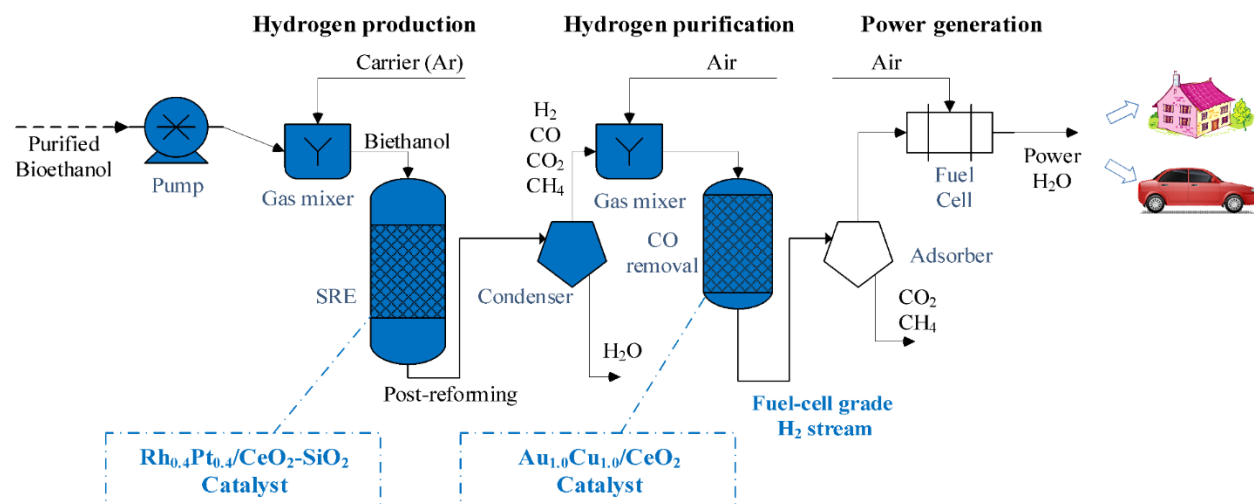 Hydrogen production
Hydrogen purification
Power generation
Carrier (Ar)
Air
Air
H₂
CO
CO₂
CH₄
Purified
Bioethanol
Pump
Gas mixer
Biethanol
Gas mixer
Fuel
Cell
Power
H₂O
SRE
Condenser
CO
removal
Adsorber
CO₂
CH₄
H₂O
Post-reforming
Fuel-cell grade
H₂ stream
Rh₀.₄Pt₀.₄/CeO₂-SiO₂
Catalyst
Au₁.₀Cu₁.₀/CeO₂
Catalyst